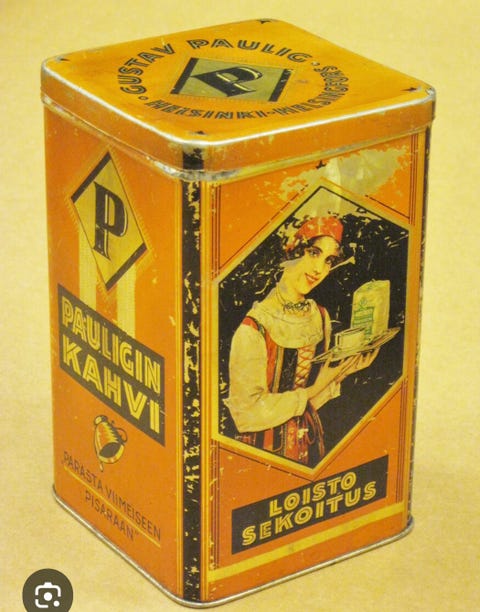 GUSTAV PAULIG
P
HELSINKI-HELSINGFORS
P
PAULIGIN
KAHVI
„PARASTA VIIMEISEEN
PISARAAN"
LOISTO
SEKOITUS